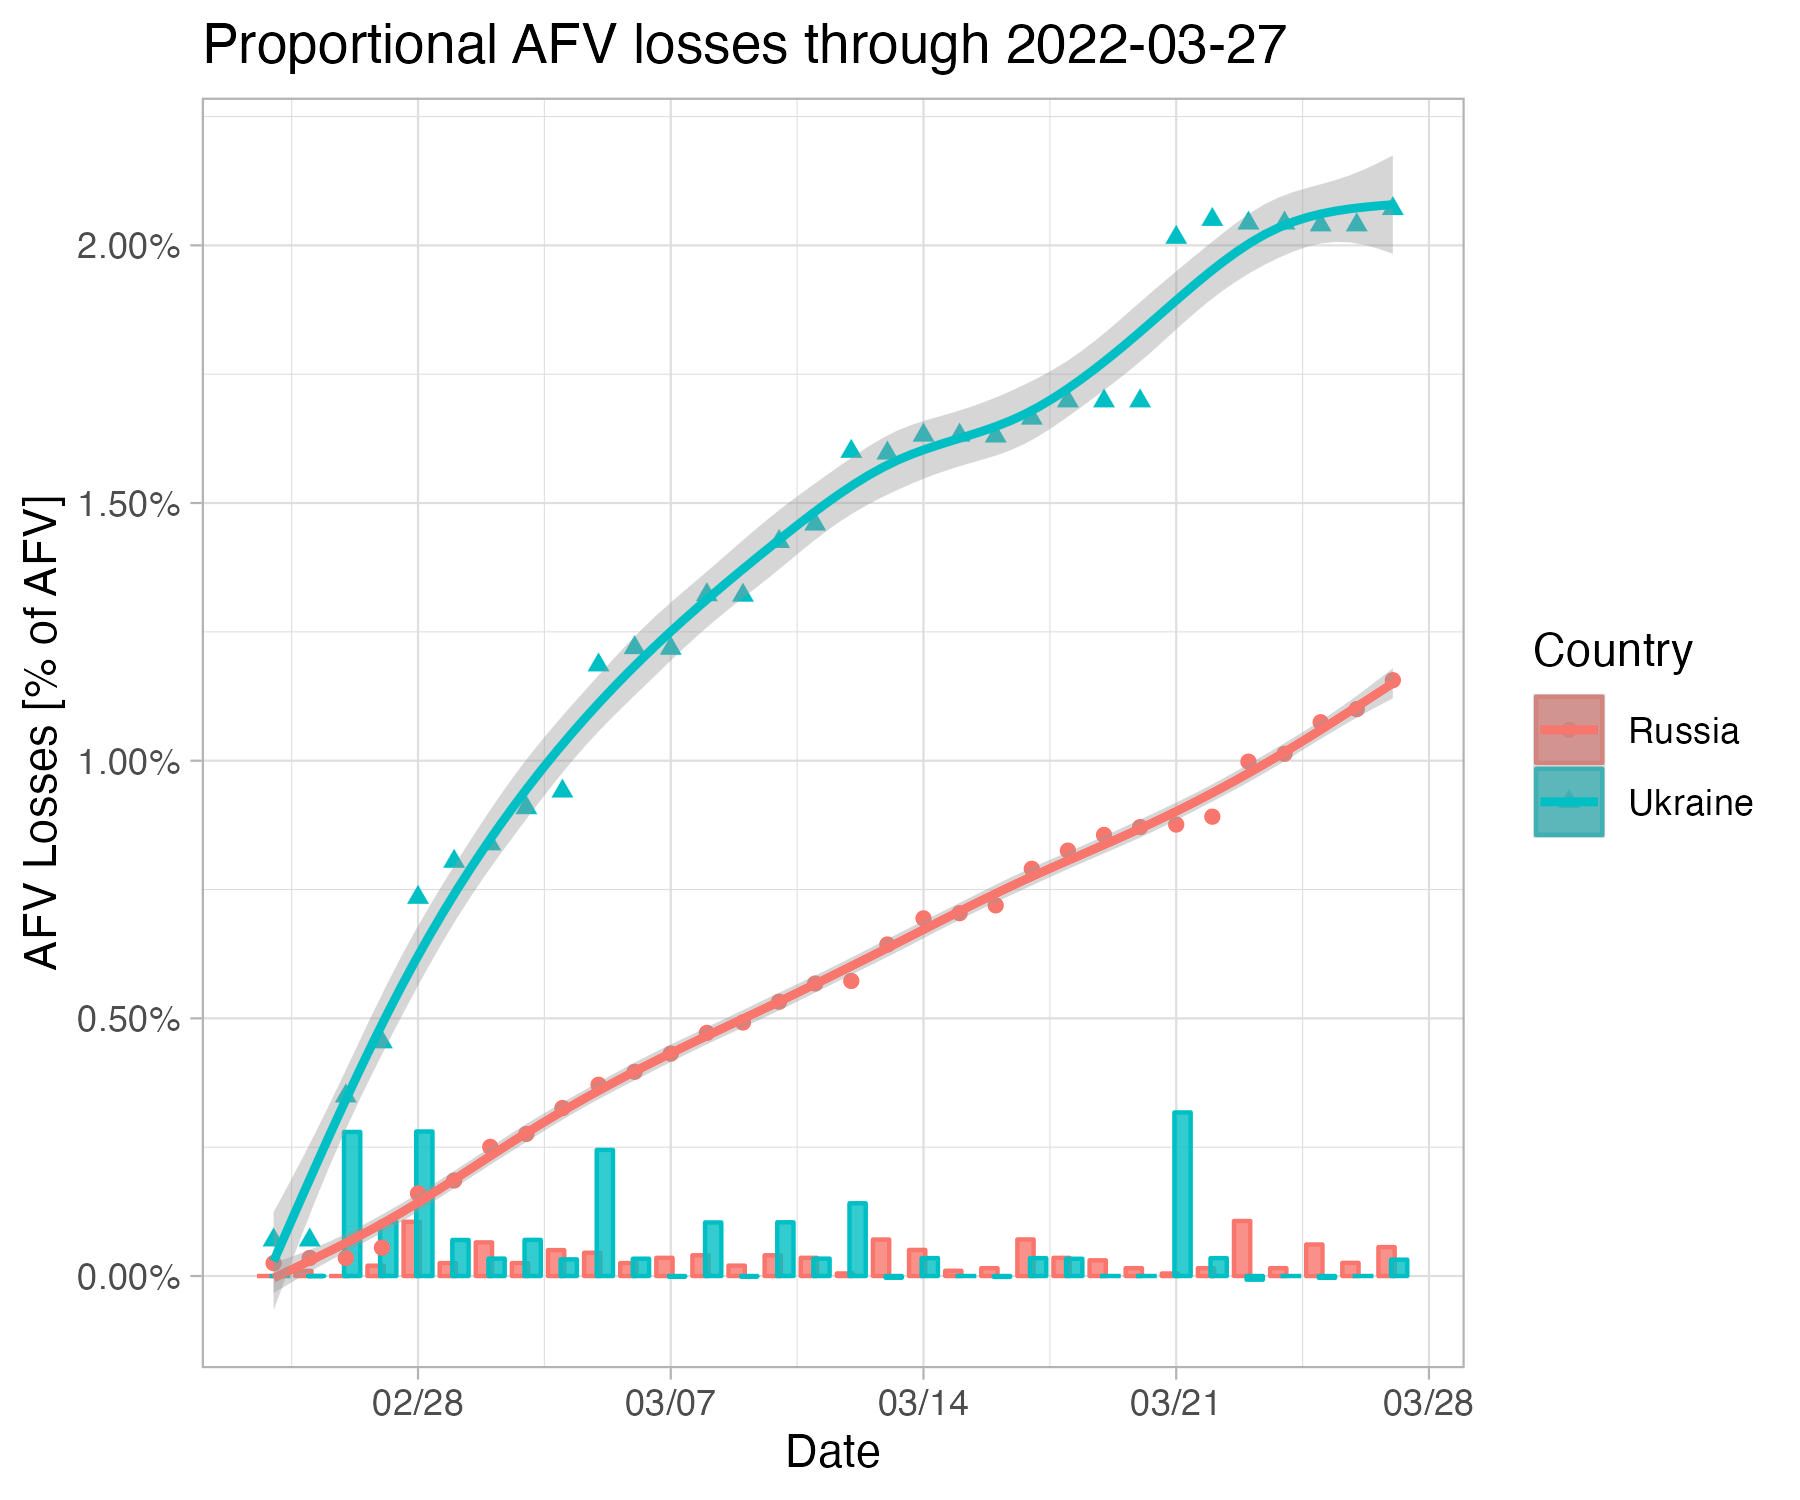 Proportional AFV losses through 2022-03-27
AFV Losses [% of AFV]
2.00%
1.50%
1.00%
0.50%
0.00%
02/28 03/07 03/14 03/21 03/28
Date
Country
Russia
Ukraine